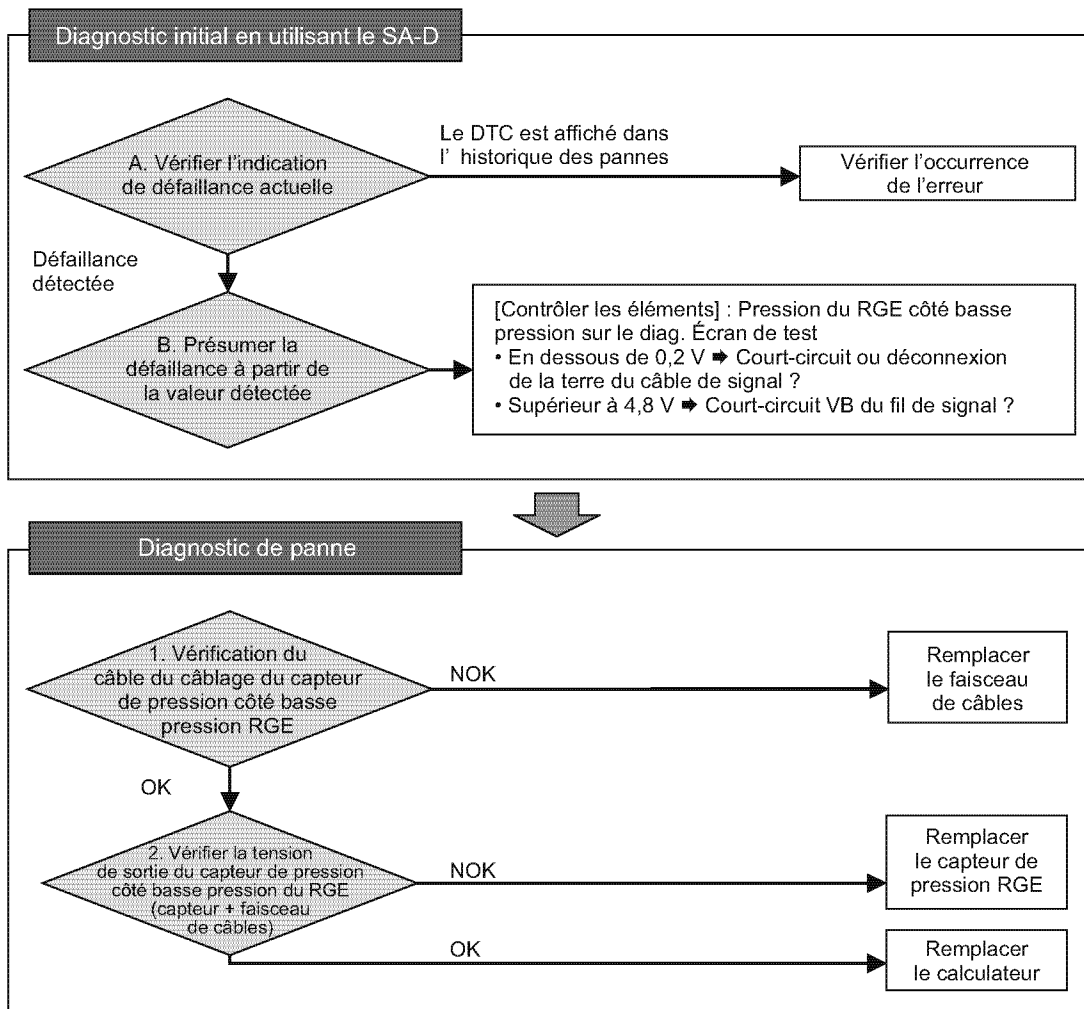 Diagnostic initial en utilisant le SA-D
A. Vérifier l'indication
de défaillance actuelle
Le DTC est affiché dans
l' historique des pannes
Vérifier l'occurrence
de l'erreur
Défaillance
détectée
B. Présumer la
défaillance à partir de
la valeur détectée
[Contrôler les éléments] : Pression du RGE côté basse
pression sur le diag. Écran de test
• En dessous de 0,2 V ➡ Court-circuit ou déconnexion
de la terre du câble de signal ?
• Supérieur à 4,8 V ➡ Court-circuit VB du fil de signal ?
Diagnostic de panne
1. Vérification du
câble du câblage du capteur
de pression côté basse
pression RGE
NOK
Remplacer
le faisceau
de câbles
OK
2. Vérifier la tension
de sortie du capteur de pression
côté basse pression du RGE
(capteur + faisceau
de câbles)
NOK
Remplacer
le capteur de
pression RGE
OK
Remplacer
le calculateur